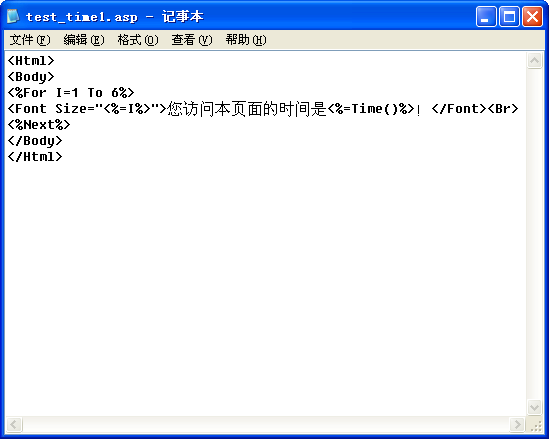 test_time1.asp - 记事本
文件(F) 编辑(E) 格式(O) 查看(V) 帮助(H)
<Html>
<Body>
<%For I=1 To 6%>
<Font Size="<%=I%>">您访问本页面的时间是<%=Time()%>！</Font><Br>
<%Next%>
</Body>
</Html>